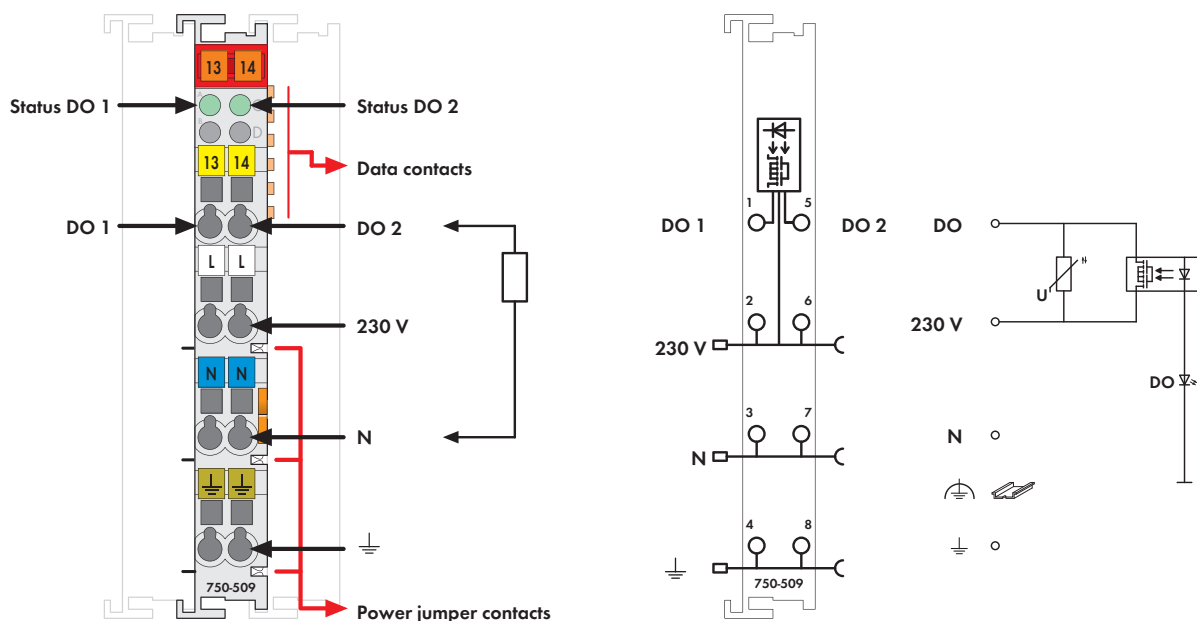 13 14
A C
Status DO 1 Status DO 2
B D
13 14
Data contacts
DO 1 DO 2
L L
230 V
N N
N
750-509
Power jumper contacts
1 5
DO 1 DO 2
2 6
230 V
3 7
N
4 8
750-509
DO
U
230 V
DO
N